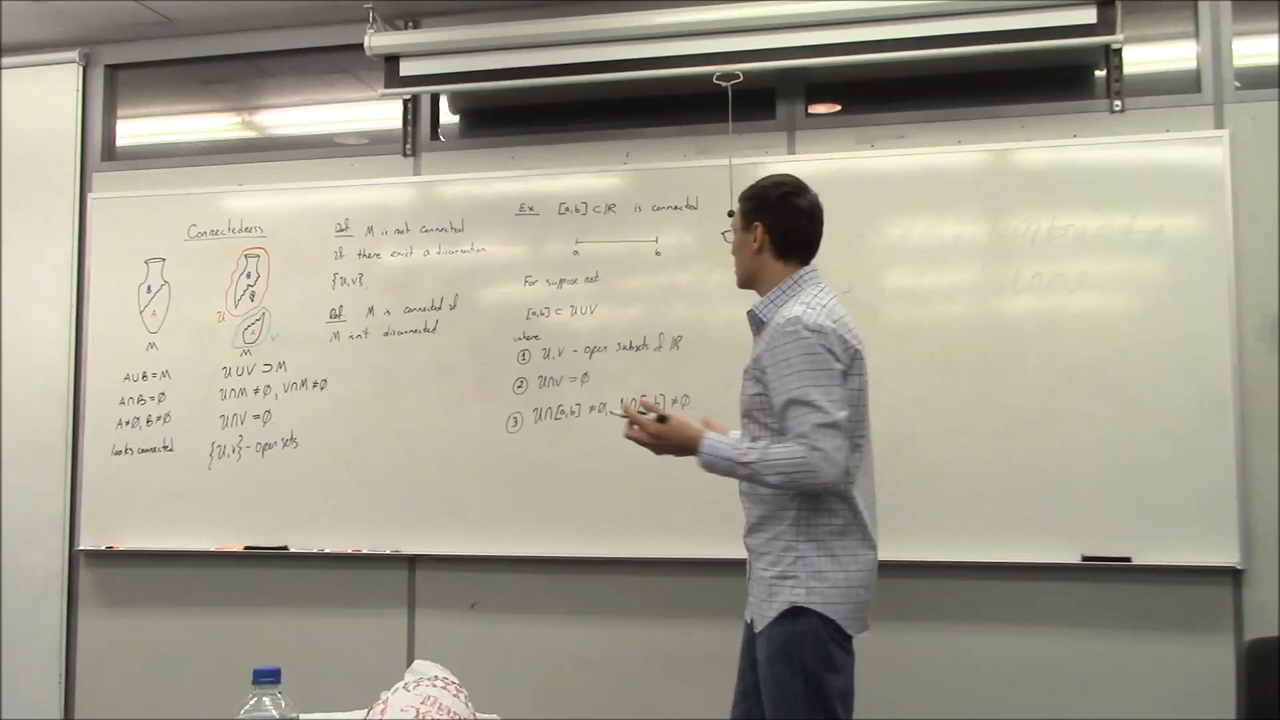 Connectedness
B
A
M
A∪B = M
A∩B = ∅
A≠∅, B≠∅
looks connected
B
A
U
V
M
U∪V ⊃ M
U∩M ≠ ∅, V∩M ≠ ∅
U∩V = ∅
{U,V} - open sets
Def: M is not connected
if there exist a disconnection
{U,V}.
Def: M is connected if
M isn't disconnected.
Ex [a,b] ⊂ ℝ is connected
a b
For suppose not
[a,b] ⊂ U∪V
where
① U,V - open subsets of ℝ
② U∩V = ∅
③ U∩[a,b] ≠ ∅, V∩[a,b] ≠ ∅.